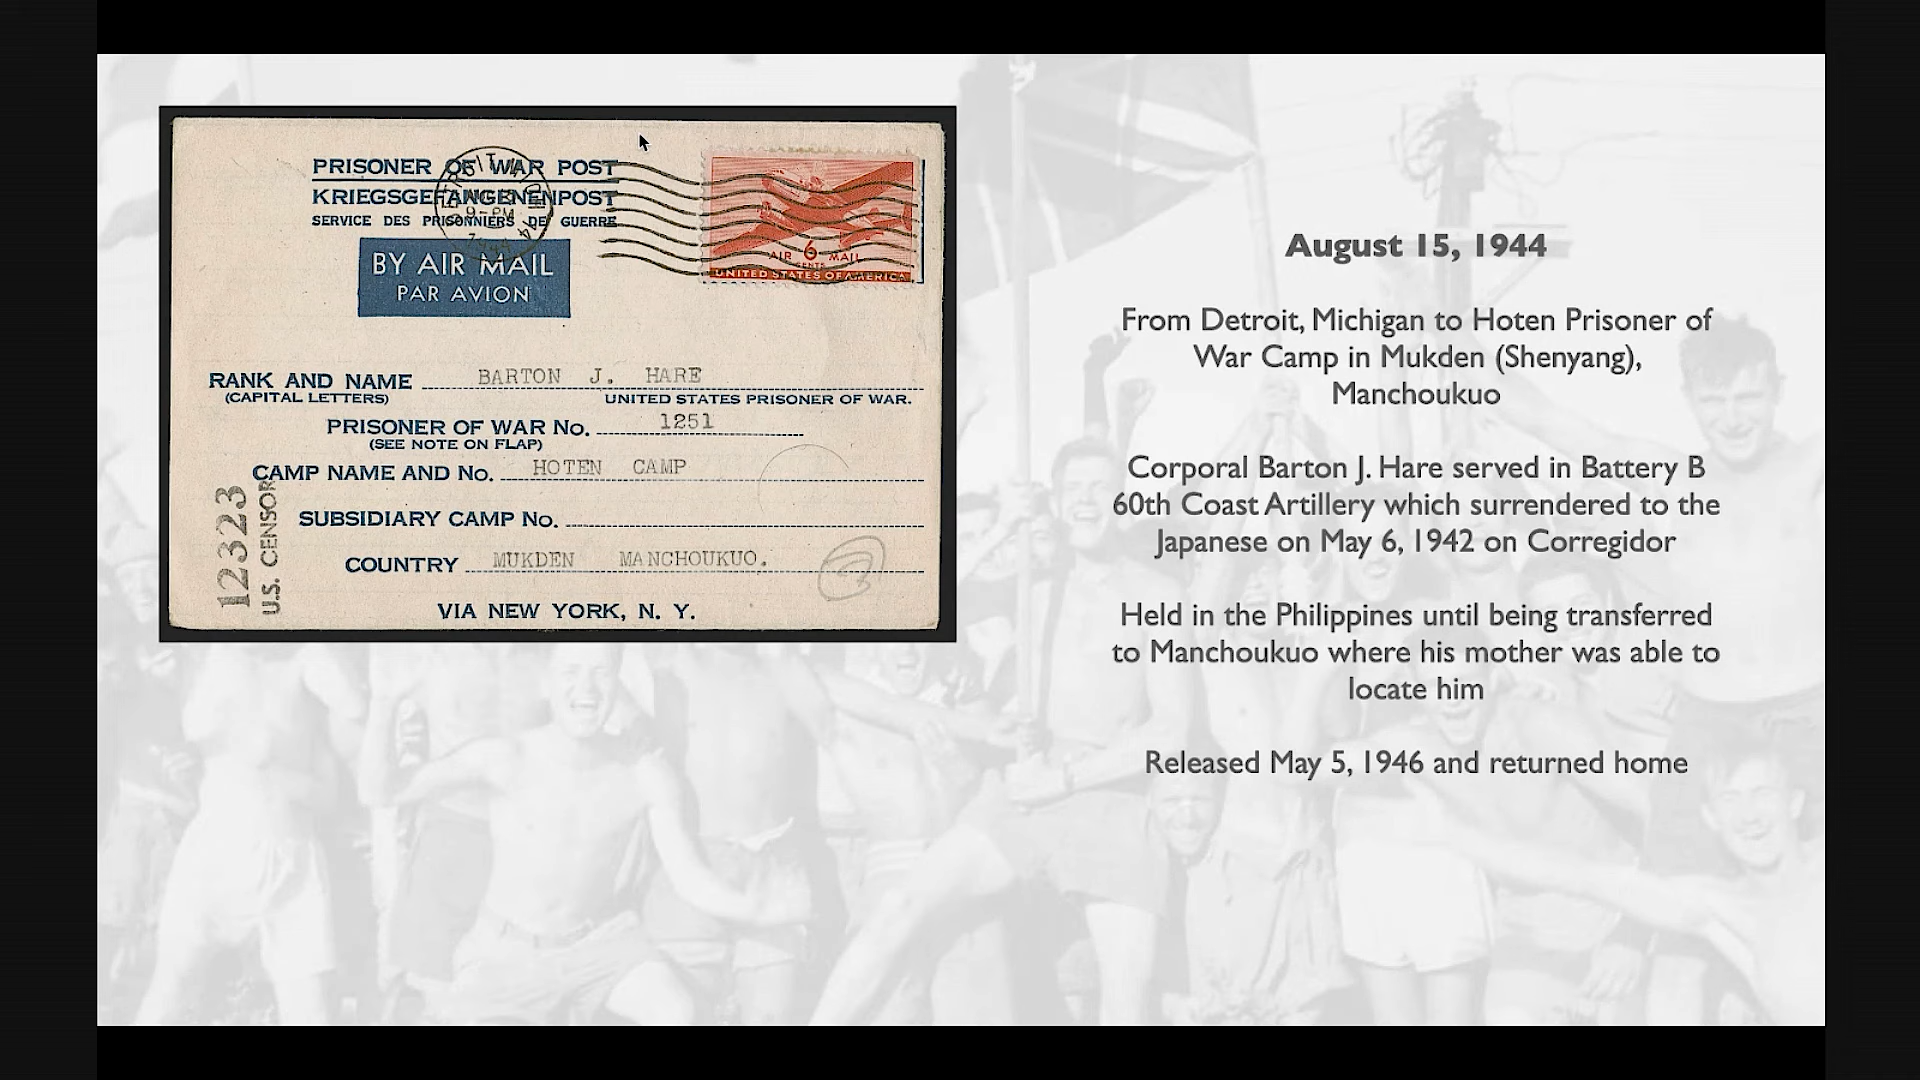 PRISONER OF WAR POST
KRIEGSGEFANGENENPOST
SERVICE DES PRISONNIERS DE GUERRE
BY AIR MAIL
PAR AVION
9-PM
1944
AIR 6 MAIL
CENTS
UNITED STATES OF AMERICA
RANK AND NAME BARTON J. HARE
(CAPITAL LETTERS) UNITED STATES PRISONER OF WAR.
PRISONER OF WAR No. 1251
(SEE NOTE ON FLAP)
CAMP NAME AND No. HOTEN CAMP
SUBSIDIARY CAMP No.
COUNTRY MUKDEN MANCHOUKUO.
VIA NEW YORK, N. Y.
12323
U.S. CENSOR
August 15, 1944
From Detroit, Michigan to Hoten Prisoner of
War Camp in Mukden (Shenyang),
Manchoukuo
Corporal Barton J. Hare served in Battery B
60th Coast Artillery which surrendered to the
Japanese on May 6, 1942 on Corregidor
Held in the Philippines until being transferred
to Manchoukuo where his mother was able to
locate him
Released May 5, 1946 and returned home